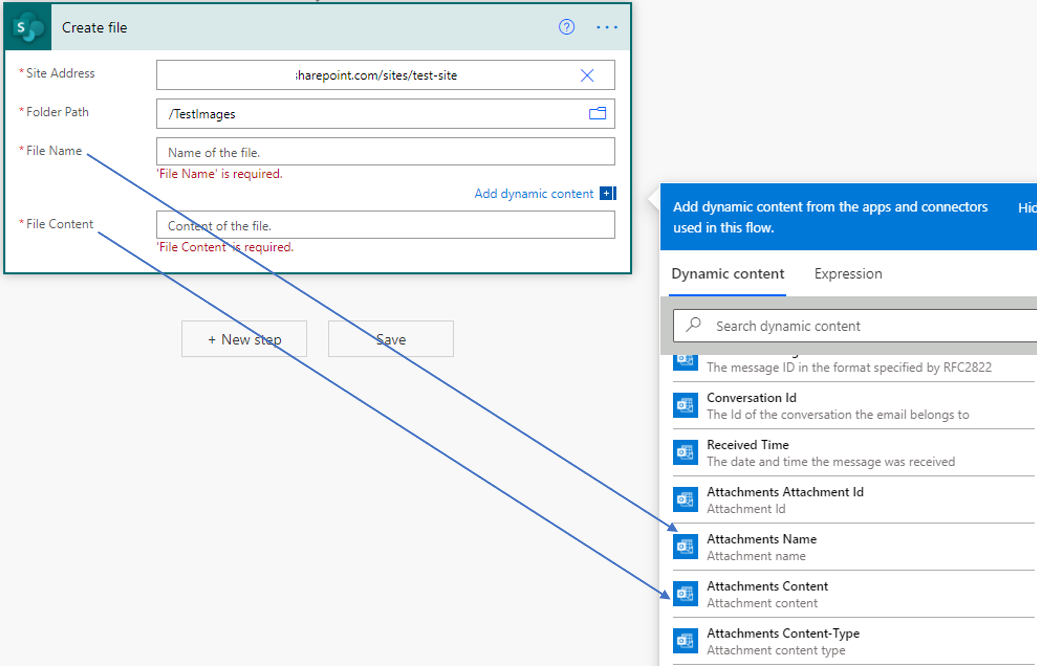 Create file
* Site Address
sharepoint.com/sites/test-site
* Folder Path
/TestImages
* File Name
Name of the file.
'File Name' is required.
Add dynamic content
* File Content
Content of the file.
'File Content' is required.
+ New step
Save
Add dynamic content from the apps and connectors
used in this flow.
Hid
Dynamic content
Expression
Search dynamic content
The message ID in the format specified by RFC2822
Conversation Id
The Id of the conversation the email belongs to
Received Time
The date and time the message was received
Attachments Attachment Id
Attachment Id
Attachments Name
Attachment name
Attachments Content
Attachment content
Attachments Content-Type
Attachment content type